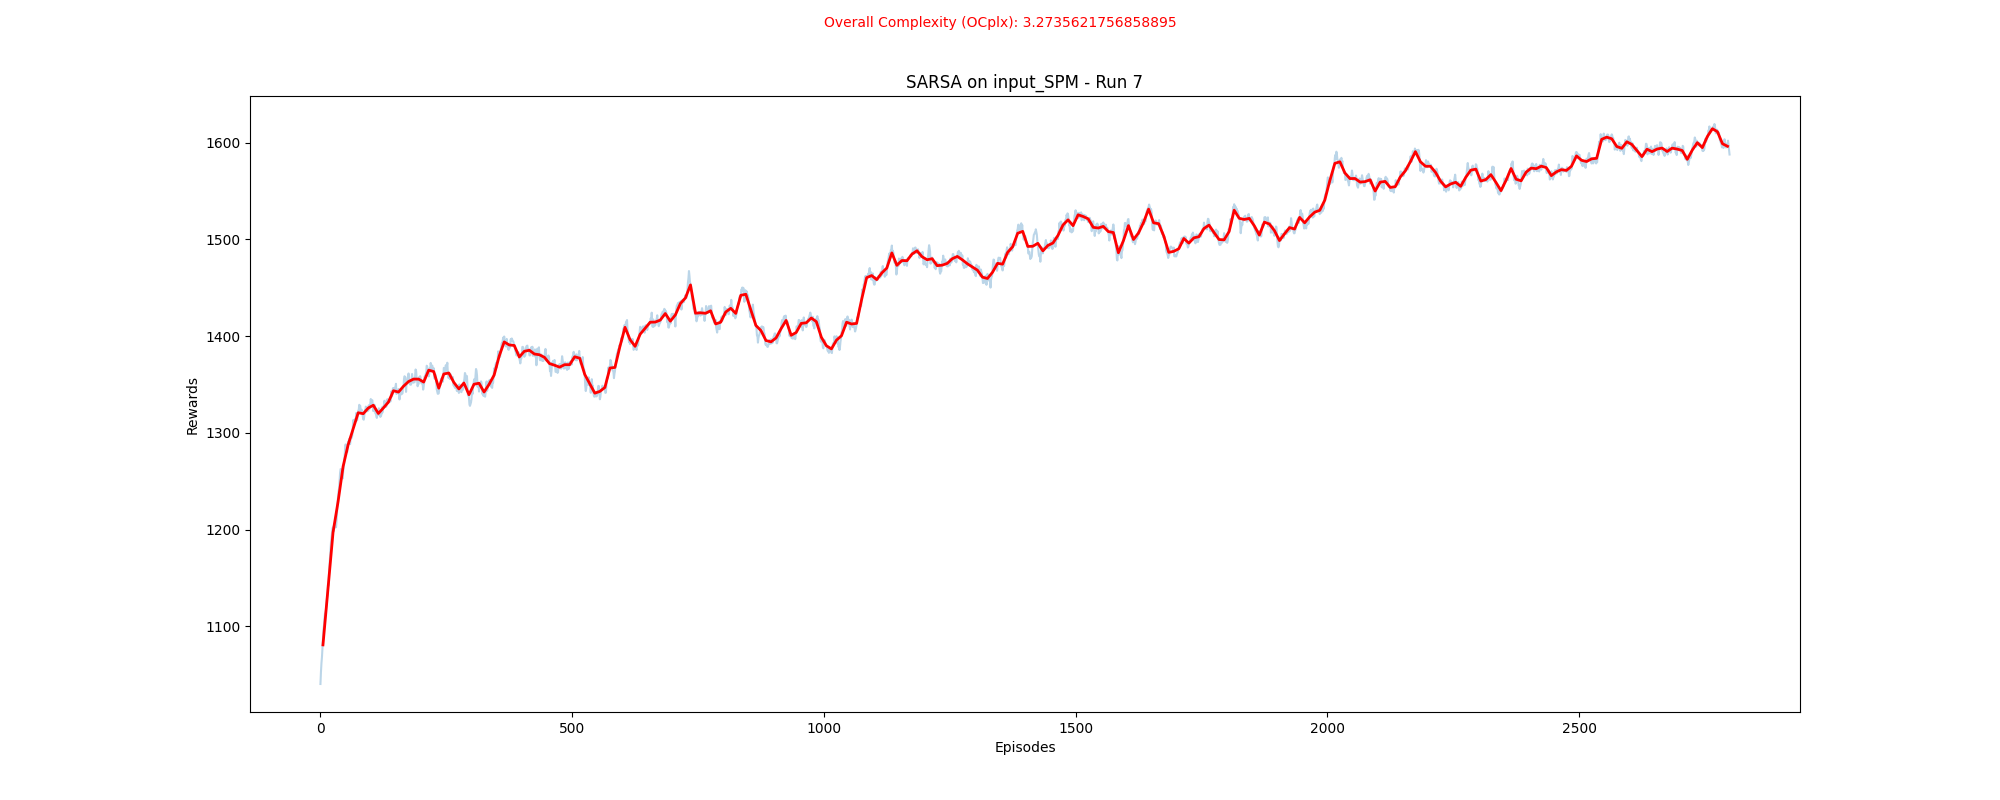 Overall Complexity (OCplx): 3.2735621756858895
SARSA on input_SPM - Run 7
1600
1500
1400
1300
1200
1100
Rewards
0 500 1000 1500 2000 2500
Episodes